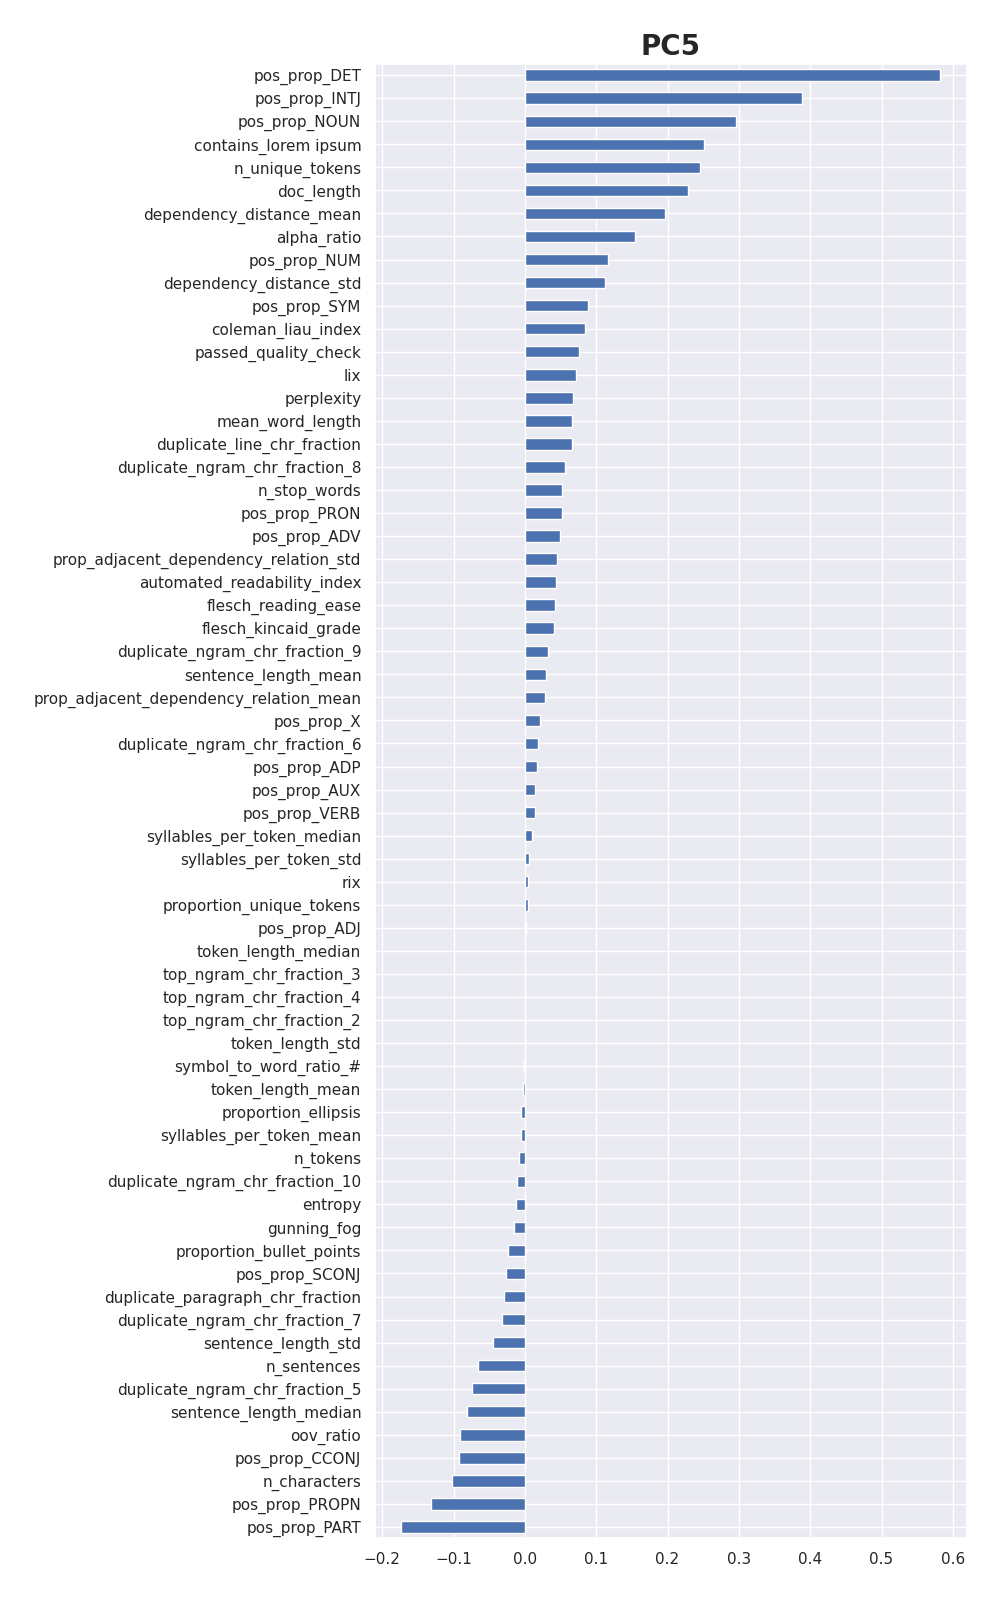 PC5
pos_prop_DET
pos_prop_INTJ
pos_prop_NOUN
contains_lorem ipsum
n_unique_tokens
doc_length
dependency_distance_mean
alpha_ratio
pos_prop_NUM
dependency_distance_std
pos_prop_SYM
coleman_liau_index
passed_quality_check
lix
perplexity
mean_word_length
duplicate_line_chr_fraction
duplicate_ngram_chr_fraction_8
n_stop_words
pos_prop_PRON
pos_prop_ADV
prop_adjacent_dependency_relation_std
automated_readability_index
flesch_reading_ease
flesch_kincaid_grade
duplicate_ngram_chr_fraction_9
sentence_length_mean
prop_adjacent_dependency_relation_mean
pos_prop_X
duplicate_ngram_chr_fraction_6
pos_prop_ADP
pos_prop_AUX
pos_prop_VERB
syllables_per_token_median
syllables_per_token_std
rix
proportion_unique_tokens
pos_prop_ADJ
token_length_median
top_ngram_chr_fraction_3
top_ngram_chr_fraction_4
top_ngram_chr_fraction_2
token_length_std
symbol_to_word_ratio_#
token_length_mean
proportion_ellipsis
syllables_per_token_mean
n_tokens
duplicate_ngram_chr_fraction_10
entropy
gunning_fog
proportion_bullet_points
pos_prop_SCONJ
duplicate_paragraph_chr_fraction
duplicate_ngram_chr_fraction_7
sentence_length_std
n_sentences
duplicate_ngram_chr_fraction_5
sentence_length_median
oov_ratio
pos_prop_CCONJ
n_characters
pos_prop_PROPN
pos_prop_PART
−0.2 −0.1 0.0 0.1 0.2 0.3 0.4 0.5 0.6